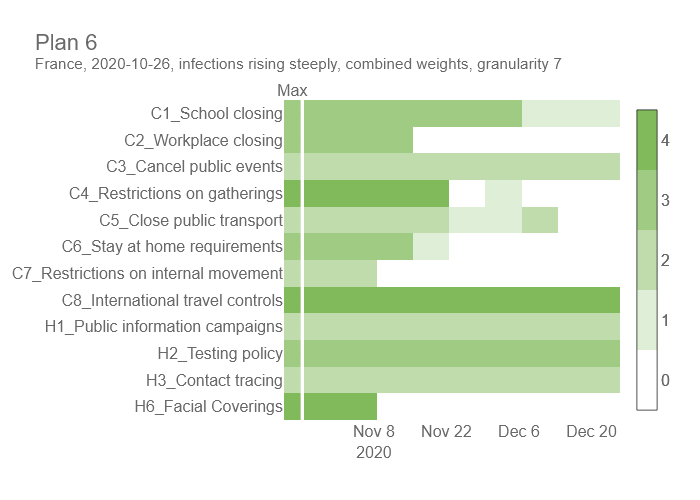 Plan 6
France, 2020-10-26, infections rising steeply, combined weights, granularity 7
Max
C1_School closing
C2_Workplace closing
C3_Cancel public events
C4_Restrictions on gatherings
C5_Close public transport
C6_Stay at home requirements
C7_Restrictions on internal movement
C8_International travel controls
H1_Public information campaigns
H2_Testing policy
H3_Contact tracing
H6_Facial Coverings
4
3
2
1
0
Nov 8 Nov 22 Dec 6 Dec 20
2020